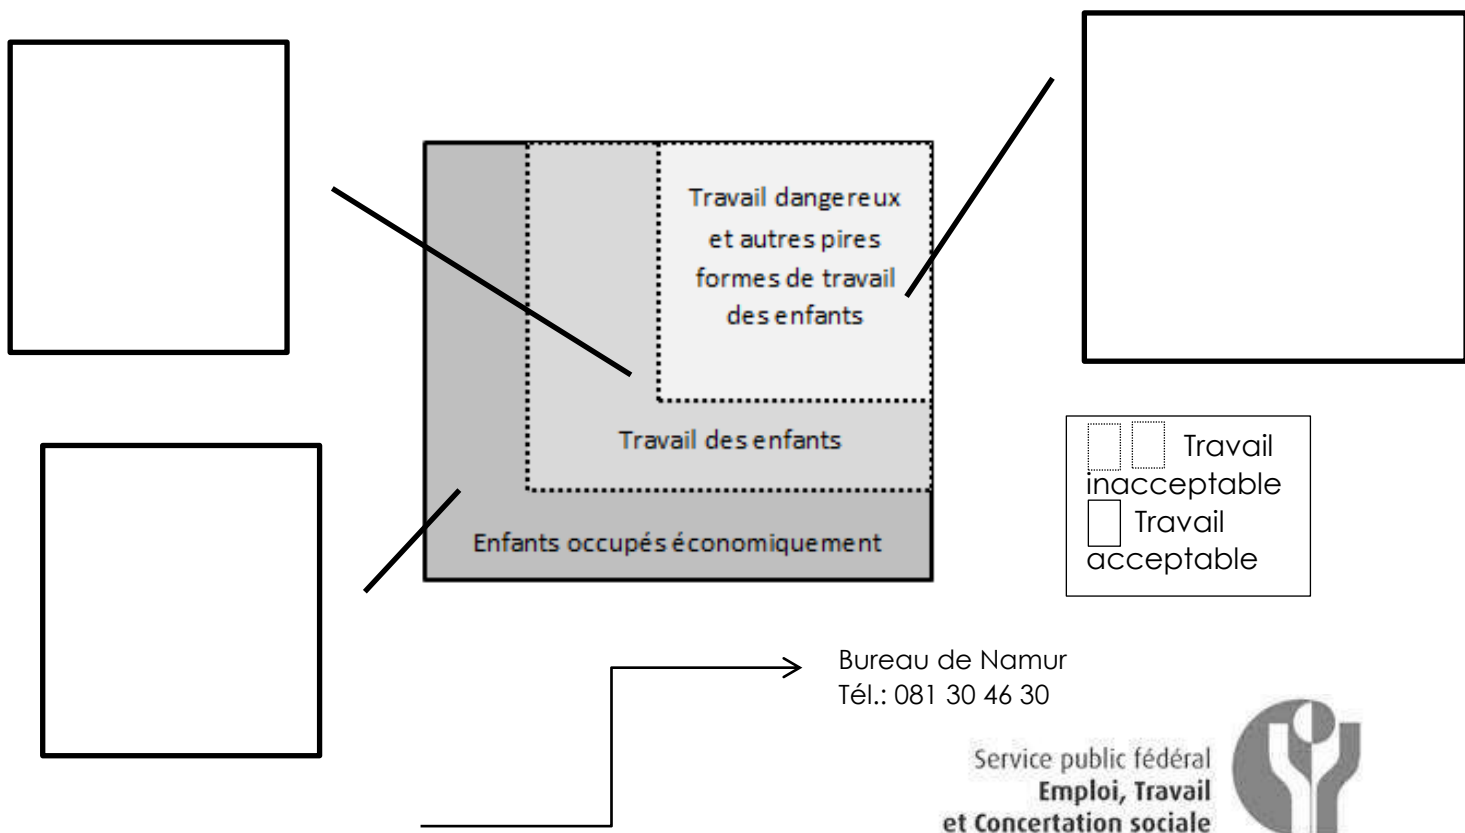 Travail dangereux
et autres pires
formes de travail
des enfants
Travail des enfants
Enfants occupés économiquement
Travail
inacceptable
Travail
acceptable
Bureau de Namur
Tél.: 081 30 46 30
Service public fédéral
Emploi, Travail
et Concertation sociale